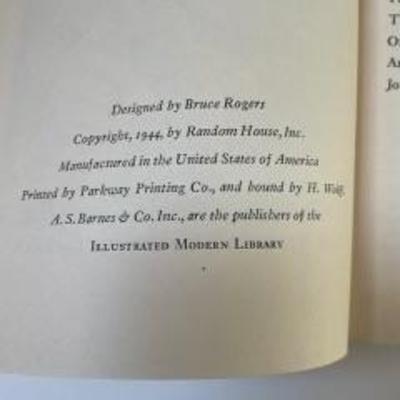 Designed by Bruce Rogers
Copyright, 1944, by Random House, Inc.
Manufactured in the United States of America
Printed by Parkway Printing Co., and bound by H. Wolff.
A. S. Barnes & Co. Inc., are the publishers of the
ILLUSTRATED MODERN LIBRARY